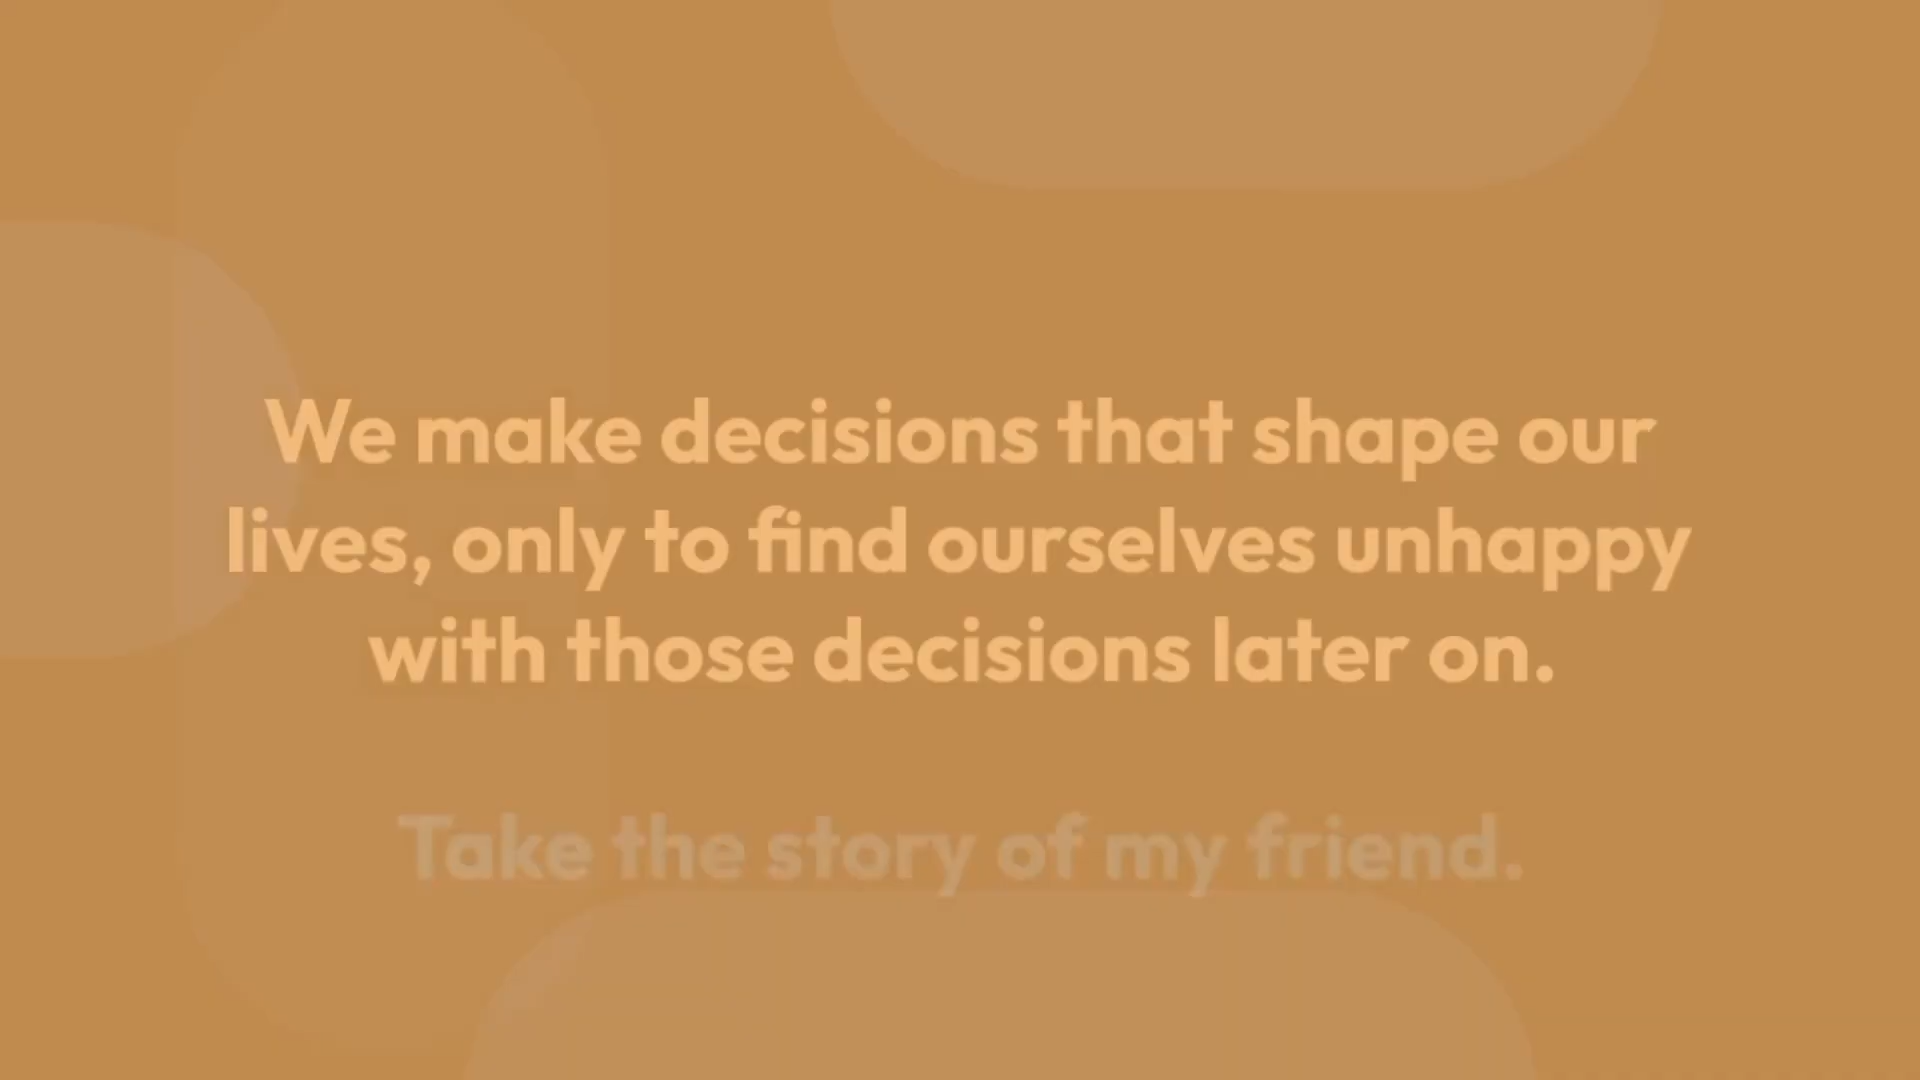 We make decisions that shape our
lives, only to find ourselves unhappy
with those decisions later on.
Take the story of my friend.